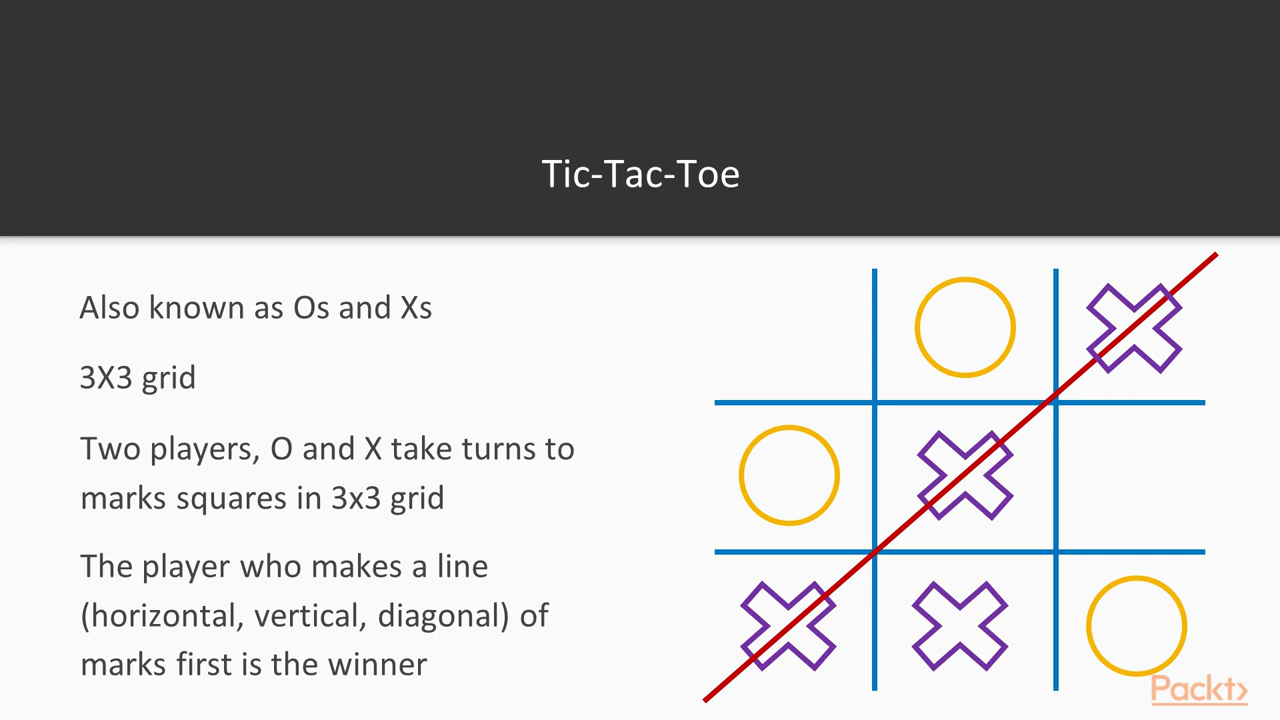 Tic-Tac-Toe
Also known as Os and Xs
3X3 grid
Two players, O and X take turns to
marks squares in 3x3 grid
The player who makes a line
(horizontal, vertical, diagonal) of
marks first is the winner
Packt>